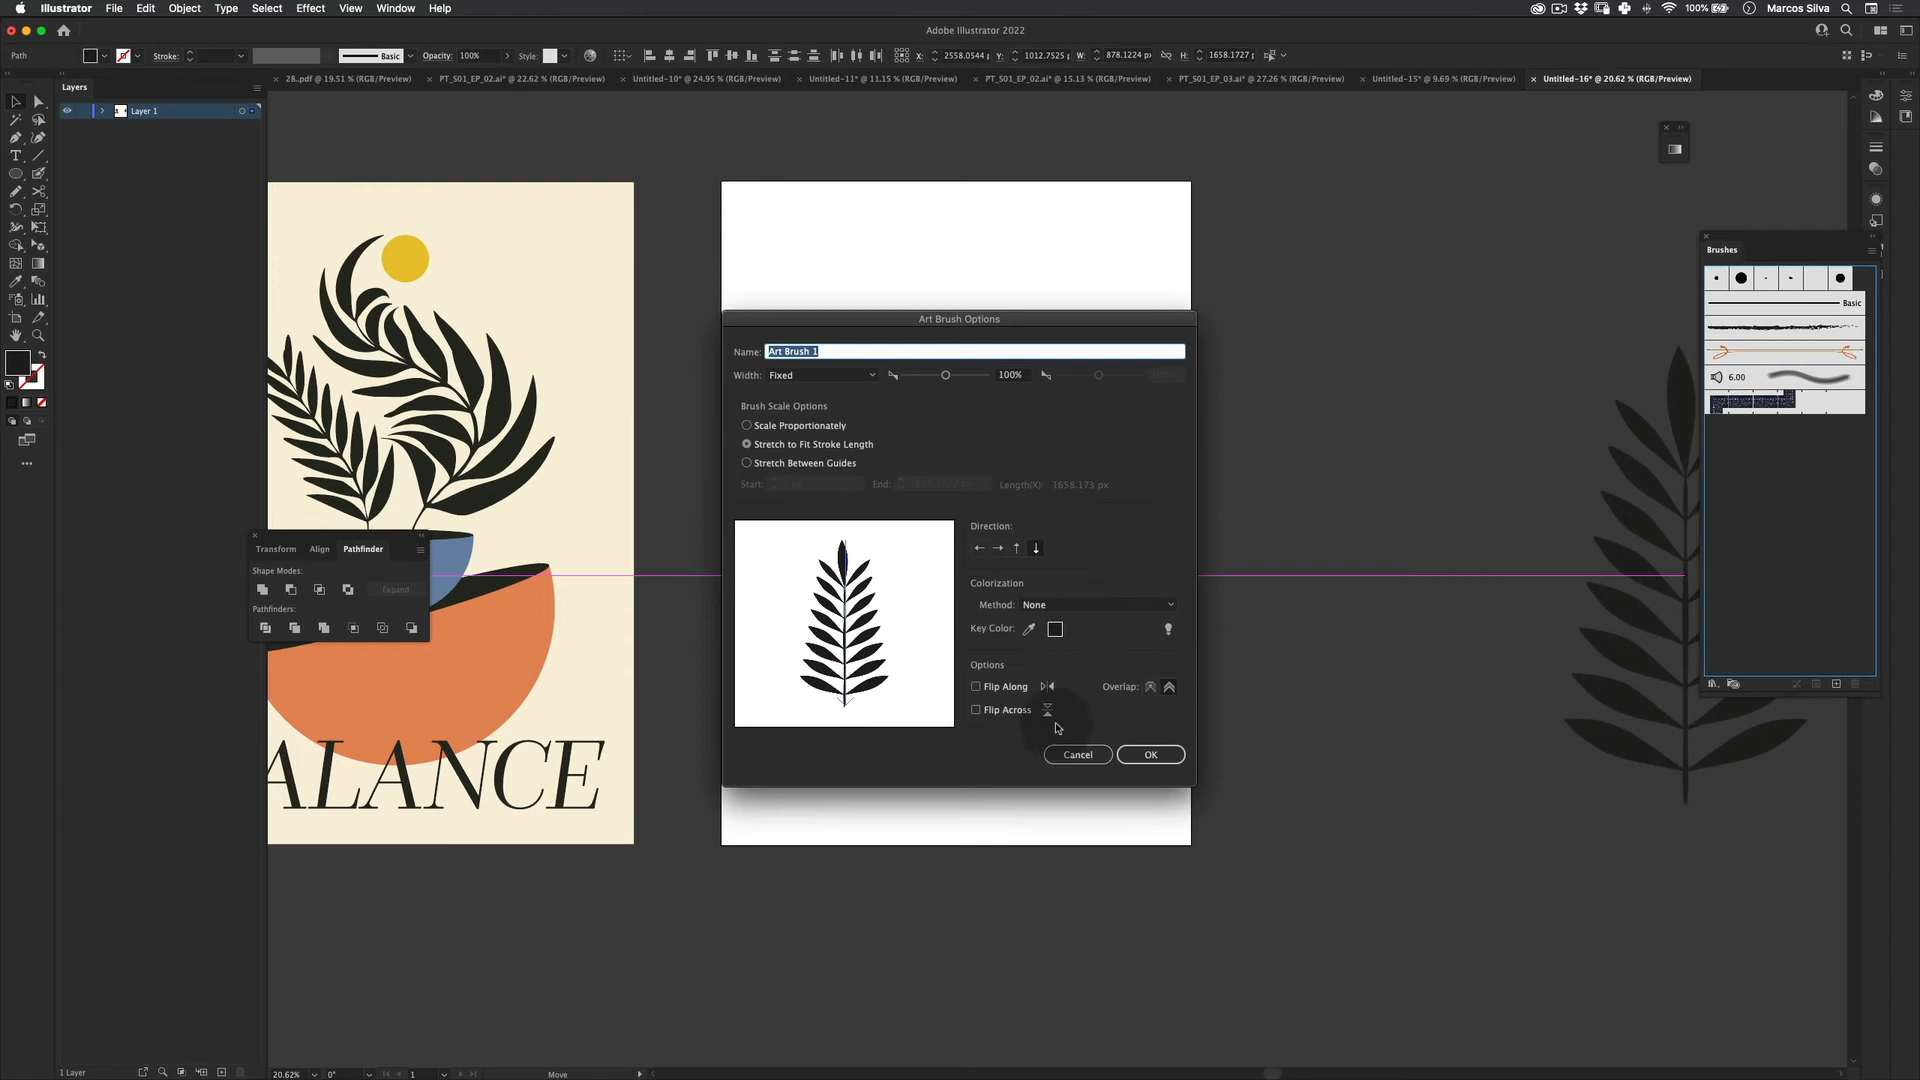 Illustrator File Edit Object Type Select Effect View Window Help
100% Marcos Silva
Adobe Illustrator 2022
Path Stroke: Basic Opacity: 100% Style: X: 2558.0544 Y: 1012.7525 W: 878.1224 px H: 1658.1727
28..pdf @ 19.51 % (RGB/Preview) PT_S01_EP_02.ai* @ 22.62 % (RGB/Preview) Untitled-10* @ 24.95 % (RGB/Preview) Untitled-11* @ 11.15 % (RGB/Preview) PT_S01_EP_02.ai* @ 15.13 % (RGB/Preview) PT_S01_EP_03.ai* @ 27.26 % (RGB/Preview) Untitled-15* @ 9.69 % (RGB/Preview) Untitled-16* @ 20.62 % (RGB/Preview)
Layers
Layer 1
Brushes
Basic
6.00
Art Brush Options
Name: Art Brush 1
Width: Fixed 100%
Brush Scale Options
Scale Proportionately
Stretch to Fit Stroke Length
Stretch Between Guides
Start: End: Length(X): 1658.173 px
Direction:
Colorization
Method: None
Key Color:
Options
Flip Along Overlap:
Flip Across
Cancel OK
Transform Align Pathfinder
Shape Modes:
Expand
Pathfinders:
ALANCE
1 Layer 20.62% 0° 1 Move